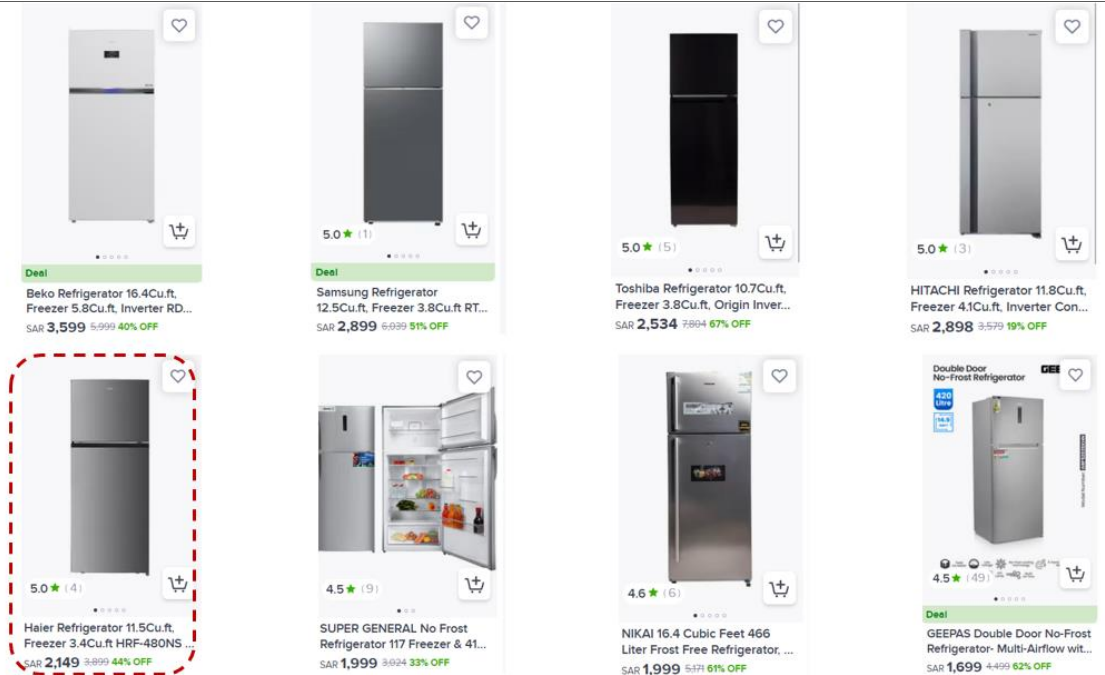 Deal
Beko Refrigerator 16.4Cu.ft,
Freezer 5.8Cu.ft, Inverter RD...
SAR 3,599 5,999 40% OFF
5.0 ★ (1)
Deal
Samsung Refrigerator
12.5Cu.ft, Freezer 3.8Cu.ft RT...
SAR 2,899 6,039 51% OFF
5.0 ★ (5)
Toshiba Refrigerator 10.7Cu.ft,
Freezer 3.8Cu.ft, Origin Inver...
SAR 2,534 7,804 67% OFF
5.0 ★ (3)
HITACHI Refrigerator 11.8Cu.ft,
Freezer 4.1Cu.ft, Inverter Con...
SAR 2,898 3,579 19% OFF
5.0 ★ (4)
Haier Refrigerator 11.5Cu.ft,
Freezer 3.4Cu.ft HRF-480NS ...
SAR 2,149 3,899 44% OFF
4.5 ★ (9)
SUPER GENERAL No Frost
Refrigerator 117 Freezer & 41...
SAR 1,999 3,024 33% OFF
4.6 ★ (6)
NIKAI 16.4 Cubic Feet 466
Liter Frost Free Refrigerator, ...
SAR 1,999 5,171 61% OFF
Double Door
No-Frost Refrigerator
GEE
420
Litre
4.5 ★ (49)
Deal
GEEPAS Double Door No-Frost
Refrigerator- Multi-Airflow wit...
SAR 1,699 4,499 62% OFF